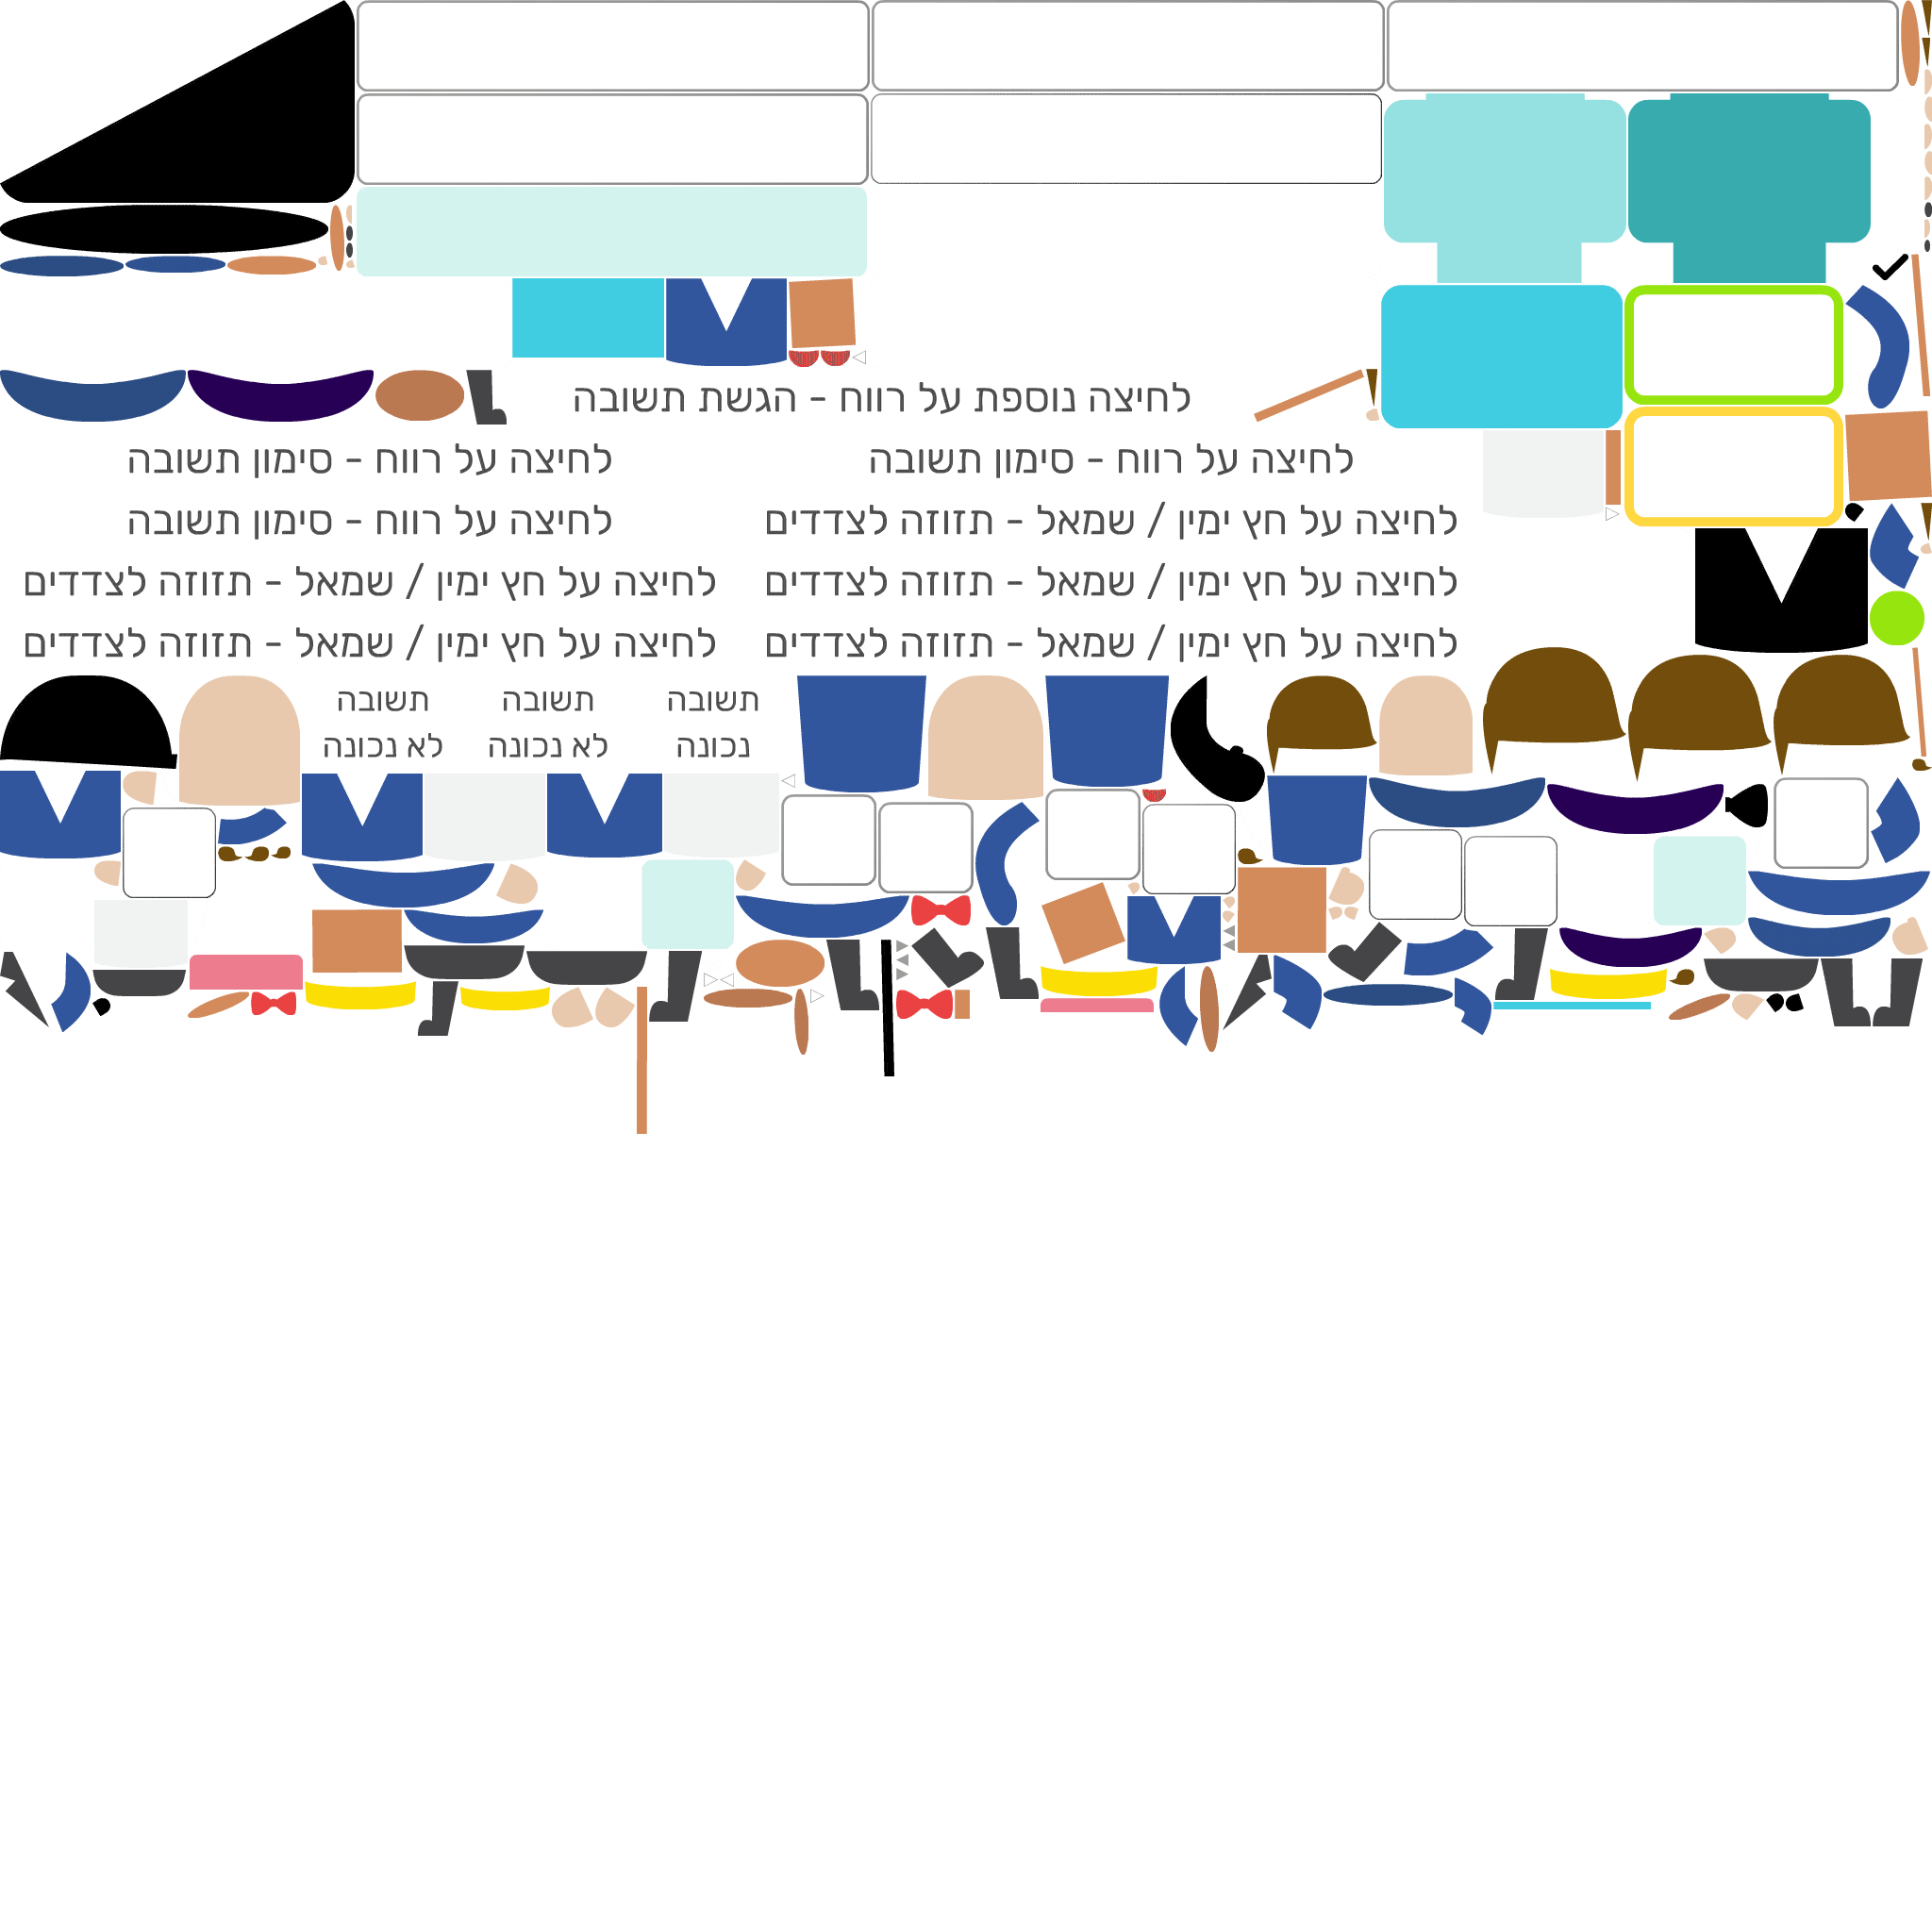 לחיצה נוספת על רווח - הגשת תשובה
לחיצה על רווח - סימון תשובה
לחיצה על רווח - סימון תשובה
לחיצה על חץ ימין / שמאל - תזוזה לצדדים
לחיצה על רווח - סימון תשובה
לחיצה על חץ ימין / שמאל - תזוזה לצדדים
לחיצה על חץ ימין / שמאל - תזוזה לצדדים
לחיצה על חץ ימין / שמאל - תזוזה לצדדים
לחיצה על חץ ימין / שמאל - תזוזה לצדדים
תשובה
נכונה
תשובה
לא נכונה
תשובה
לא נכונה